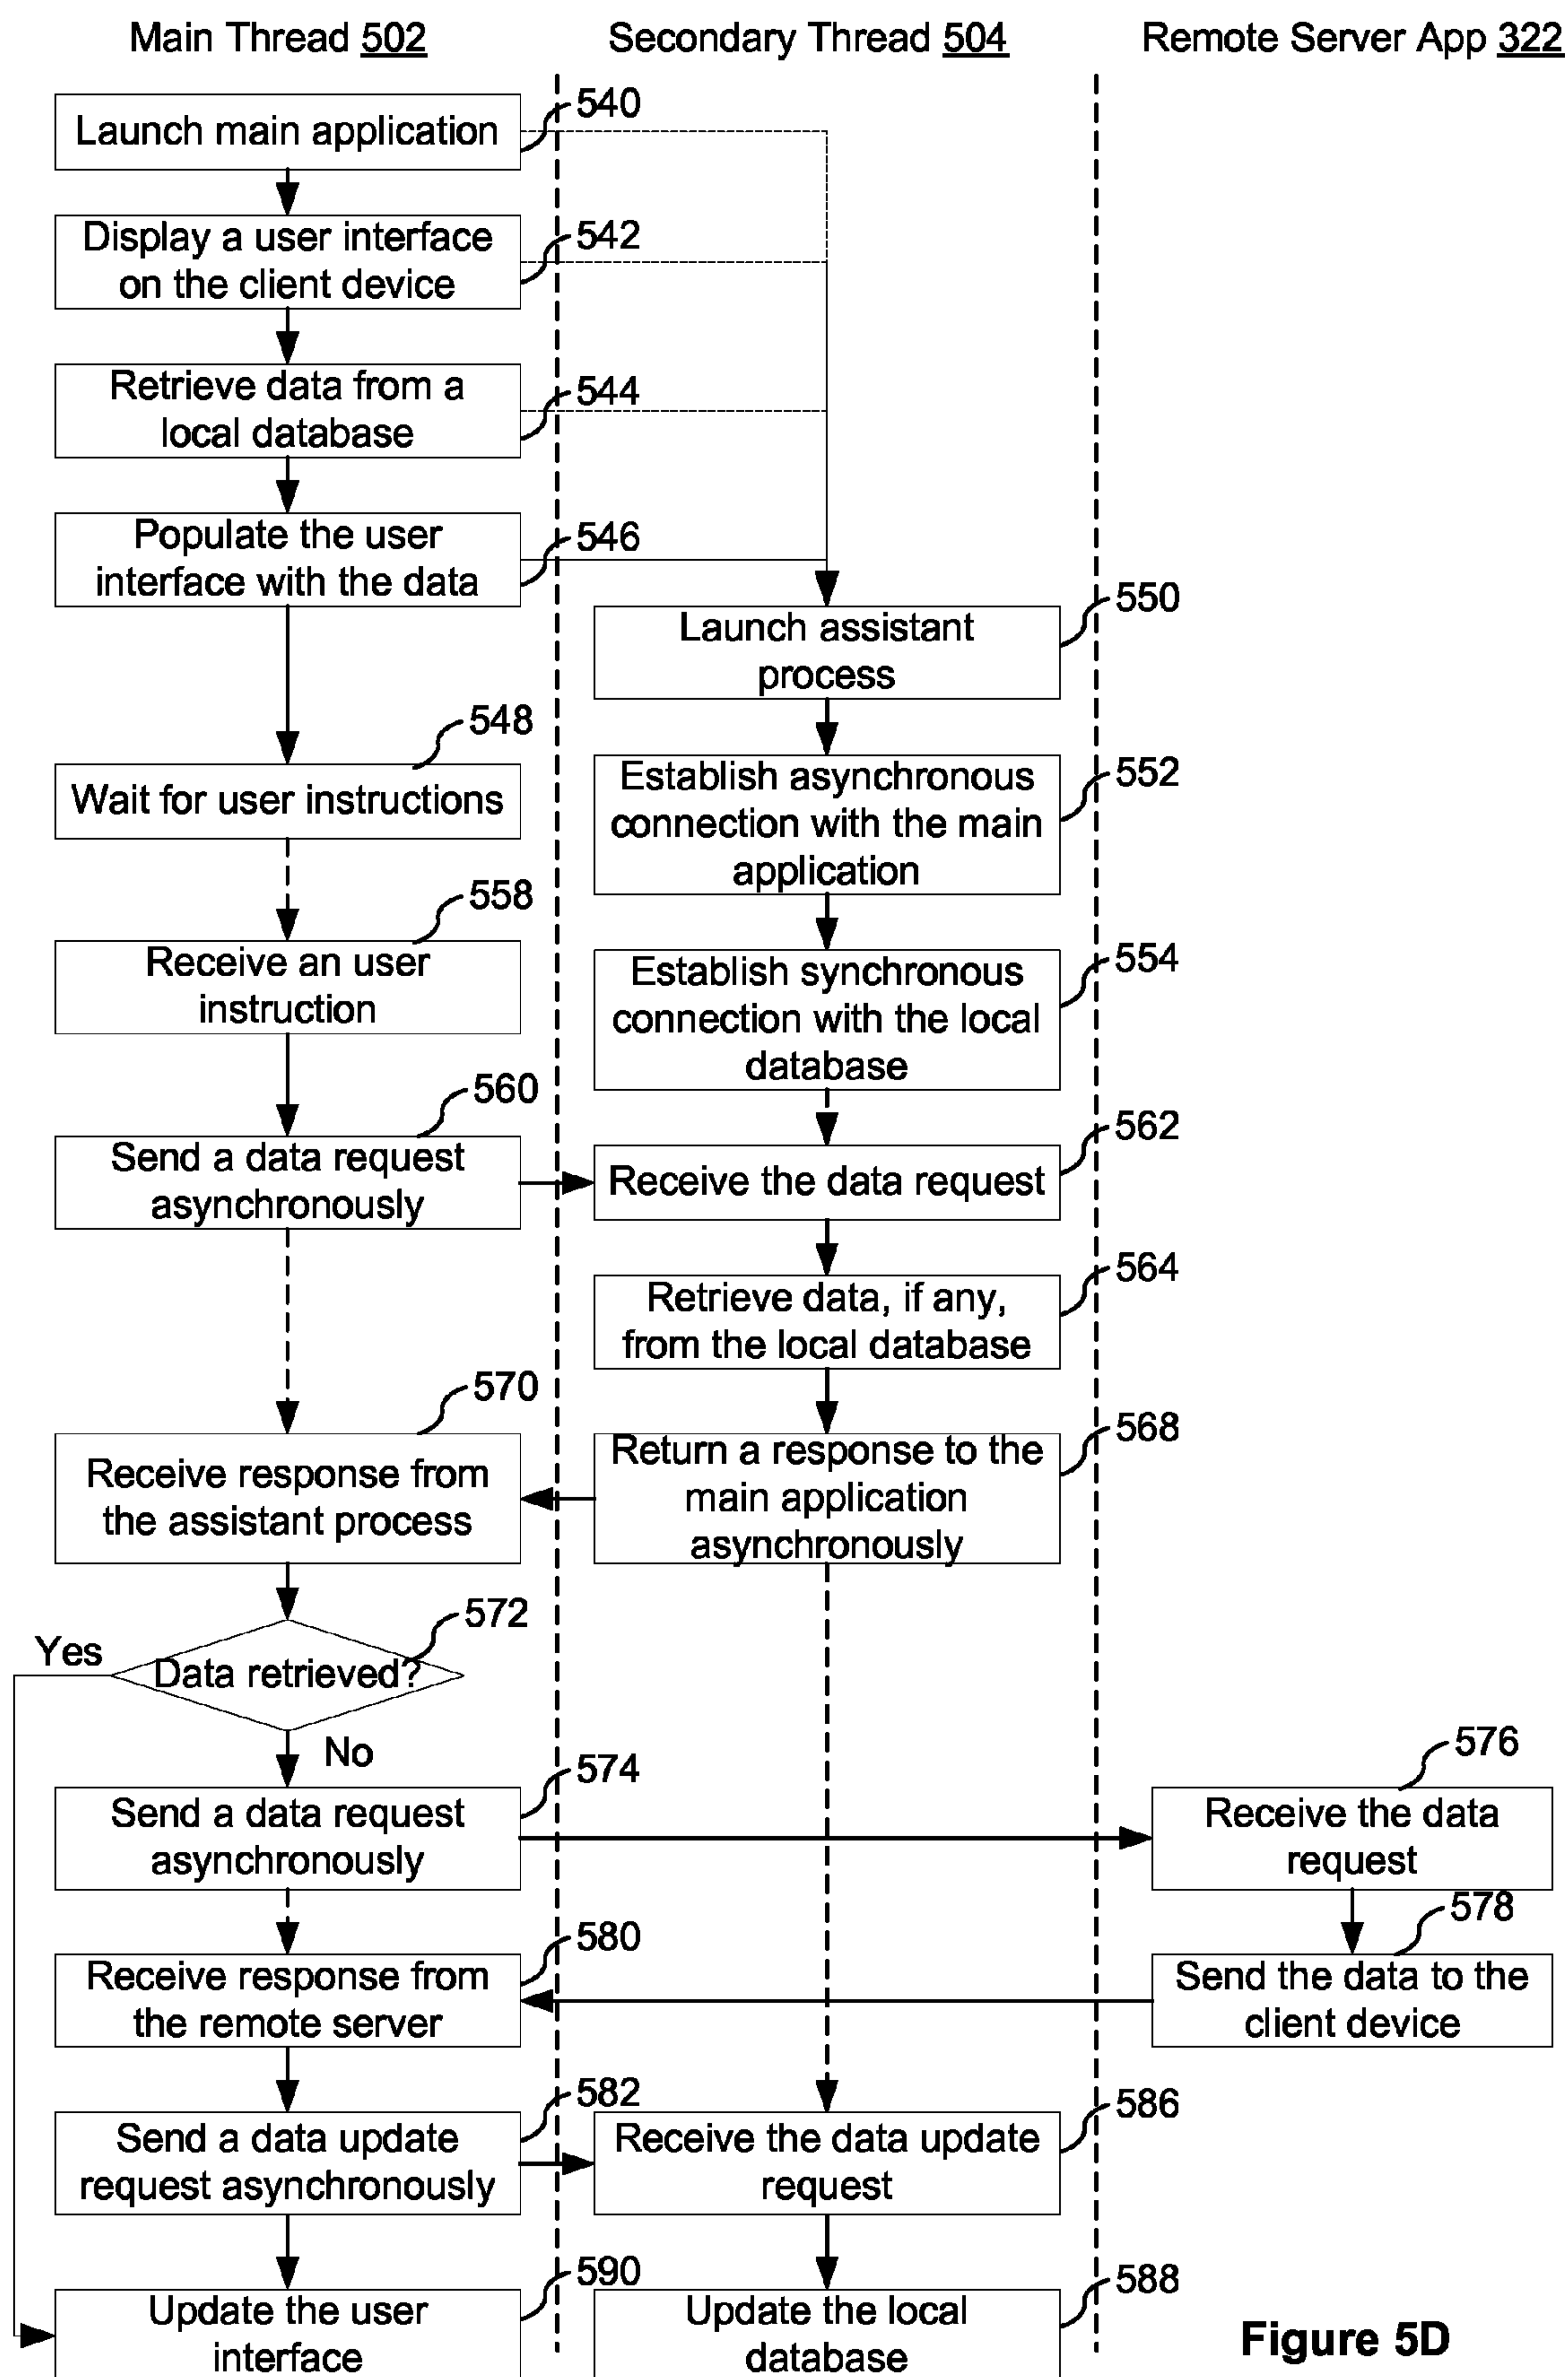 Main Thread 502
Secondary Thread 504
Remote Server App 322
Launch main application
540
Display a user interface
on the client device
542
Retrieve data from a
local database
544
Populate the user
interface with the data
546
Launch assistant
process
550
548
Wait for user instructions
Establish asynchronous
connection with the main
application
552
558
Receive an user
instruction
Establish synchronous
connection with the local
database
554
560
Send a data request
asynchronously
562
Receive the data request
564
Retrieve data, if any,
from the local database
570
Receive response from
the assistant process
568
Return a response to the
main application
asynchronously
572
Yes
Data retrieved?
No
574
Send a data request
asynchronously
576
Receive the data
request
578
Send the data to the
client device
580
Receive response from
the remote server
582
Send a data update
request asynchronously
586
Receive the data update
request
590
Update the user
interface
588
Update the local
database
Figure 5D